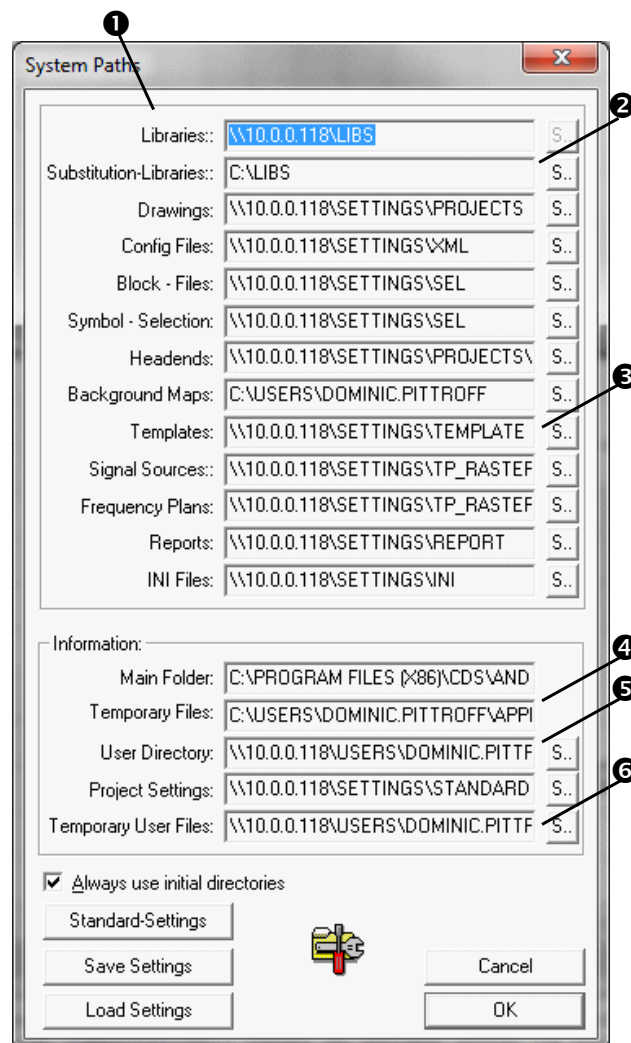 ❶
System Paths
❷
Libraries:: \\10.0.0.118\LIBS S..
Substitution-Libraries:: C:\LIBS S..
Drawings: \\10.0.0.118\SETTINGS\PROJECTS S..
Config Files: \\10.0.0.118\SETTINGS\XML S..
Block - Files: \\10.0.0.118\SETTINGS\SEL S..
Symbol - Selection: \\10.0.0.118\SETTINGS\SEL S..
Headends: \\10.0.0.118\SETTINGS\PROJECTS\ S..
❸
Background Maps: C:\USERS\DOMINIC.PITTROFF S..
Templates: \\10.0.0.118\SETTINGS\TEMPLATE S..
Signal Sources:: \\10.0.0.118\SETTINGS\TP_RASTEF S..
Frequency Plans: \\10.0.0.118\SETTINGS\TP_RASTEF S..
Reports: \\10.0.0.118\SETTINGS\REPORT S..
INI Files: \\10.0.0.118\SETTINGS\INI S..
Information:
❹
Main Folder: C:\PROGRAM FILES (X86)\CDS\AND
❺
Temporary Files: C:\USERS\DOMINIC.PITTROFF\APPI
User Directory: \\10.0.0.118\USERS\DOMINIC.PITTF S..
❻
Project Settings: \\10.0.0.118\SETTINGS\STANDARD S..
Temporary User Files: \\10.0.0.118\USERS\DOMINIC.PITTF S..
Always use initial directories
Standard-Settings
Save Settings Cancel
Load Settings OK